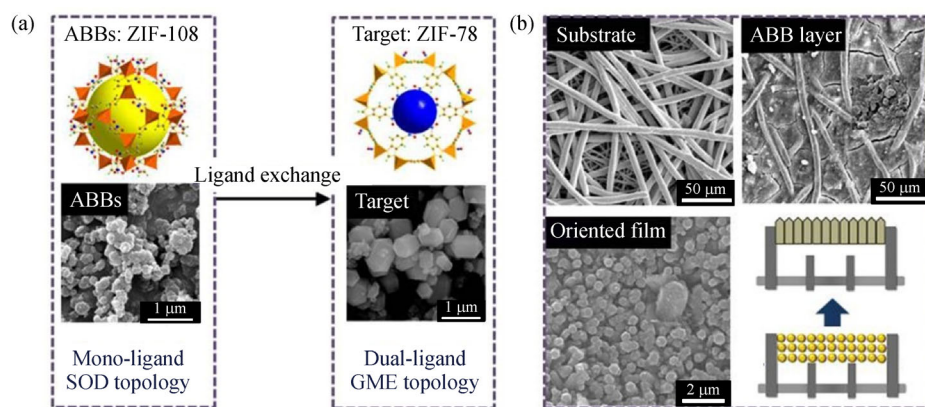 (a)
ABBs: ZIF-108
Target: ZIF-78
Ligand exchange
ABBs
Target
1 μm
1 μm
Mono-ligand
SOD topology
Dual-ligand
GME topology
(b)
Substrate
ABB layer
50 μm
50 μm
Oriented film
2 μm